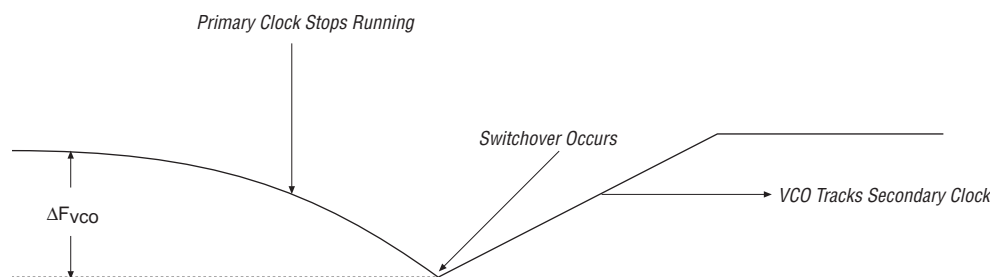 Primary Clock Stops Running
Switchover Occurs
VCO Tracks Secondary Clock
ΔFVCO